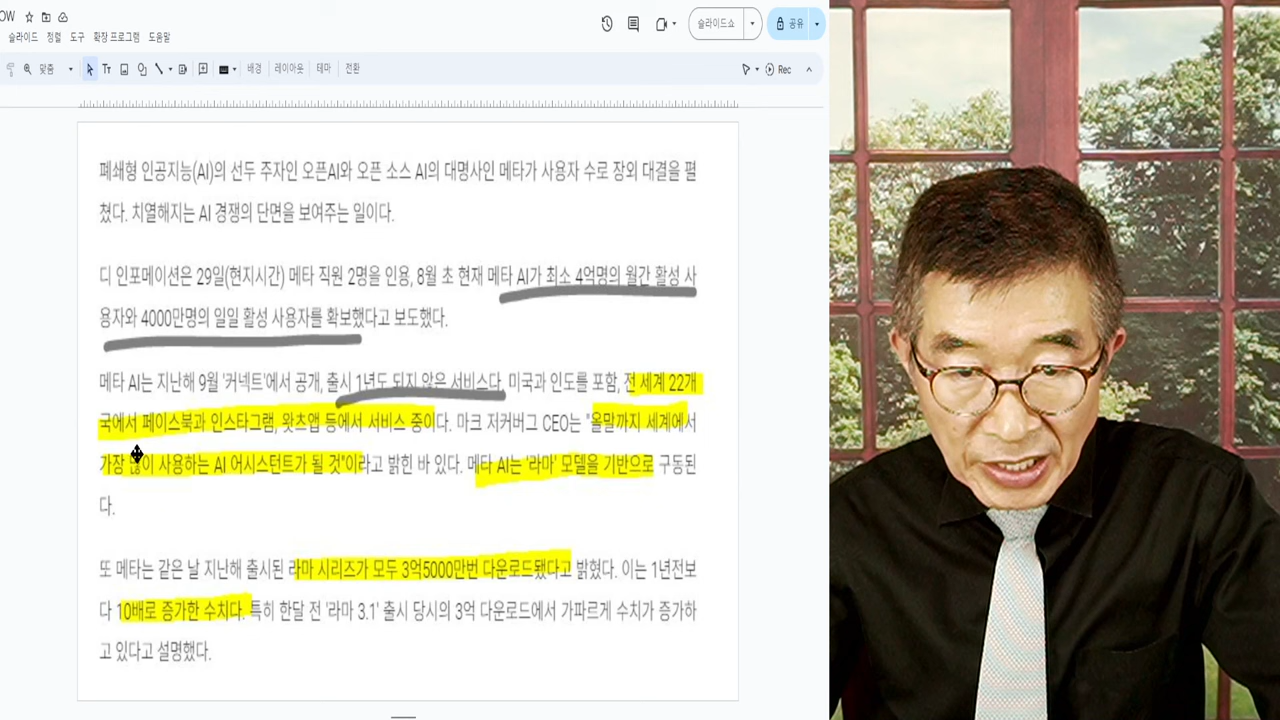 OW
슬라이드 정렬 도구 확장 프로그램 도움말
슬라이드쇼
공유
맞춤
배경 레이아웃 테마 전환
Rec
폐쇄형 인공지능(AI)의 선두 주자인 오픈AI와 오픈 소스 AI의 대명사인 메타가 사용자 수로 장외 대결을 펼
쳤다. 치열해지는 AI 경쟁의 단면을 보여주는 일이다.
디 인포메이션은 29일(현지시간) 메타 직원 2명을 인용, 8월 초 현재 메타 AI가 최소 4억명의 월간 활성 사
용자와 4000만명의 일일 활성 사용자를 확보했다고 보도했다.
메타 AI는 지난해 9월 '커넥트'에서 공개, 출시 1년도 되지 않은 서비스다. 미국과 인도를 포함, 전 세계 22개
국에서 페이스북과 인스타그램, 왓츠앱 등에서 서비스 중이다. 마크 저커버그 CEO는 "올말까지 세계에서
가장 많이 사용하는 AI 어시스턴트가 될 것"이라고 밝힌 바 있다. 메타 AI는 '라마' 모델을 기반으로 구동된
다.
또 메타는 같은 날 지난해 출시된 라마 시리즈가 모두 3억5000만번 다운로드됐다고 밝혔다. 이는 1년전보
다 10배로 증가한 수치다. 특히 한달 전 '라마 3.1' 출시 당시의 3억 다운로드에서 가파르게 수치가 증가하
고 있다고 설명했다.